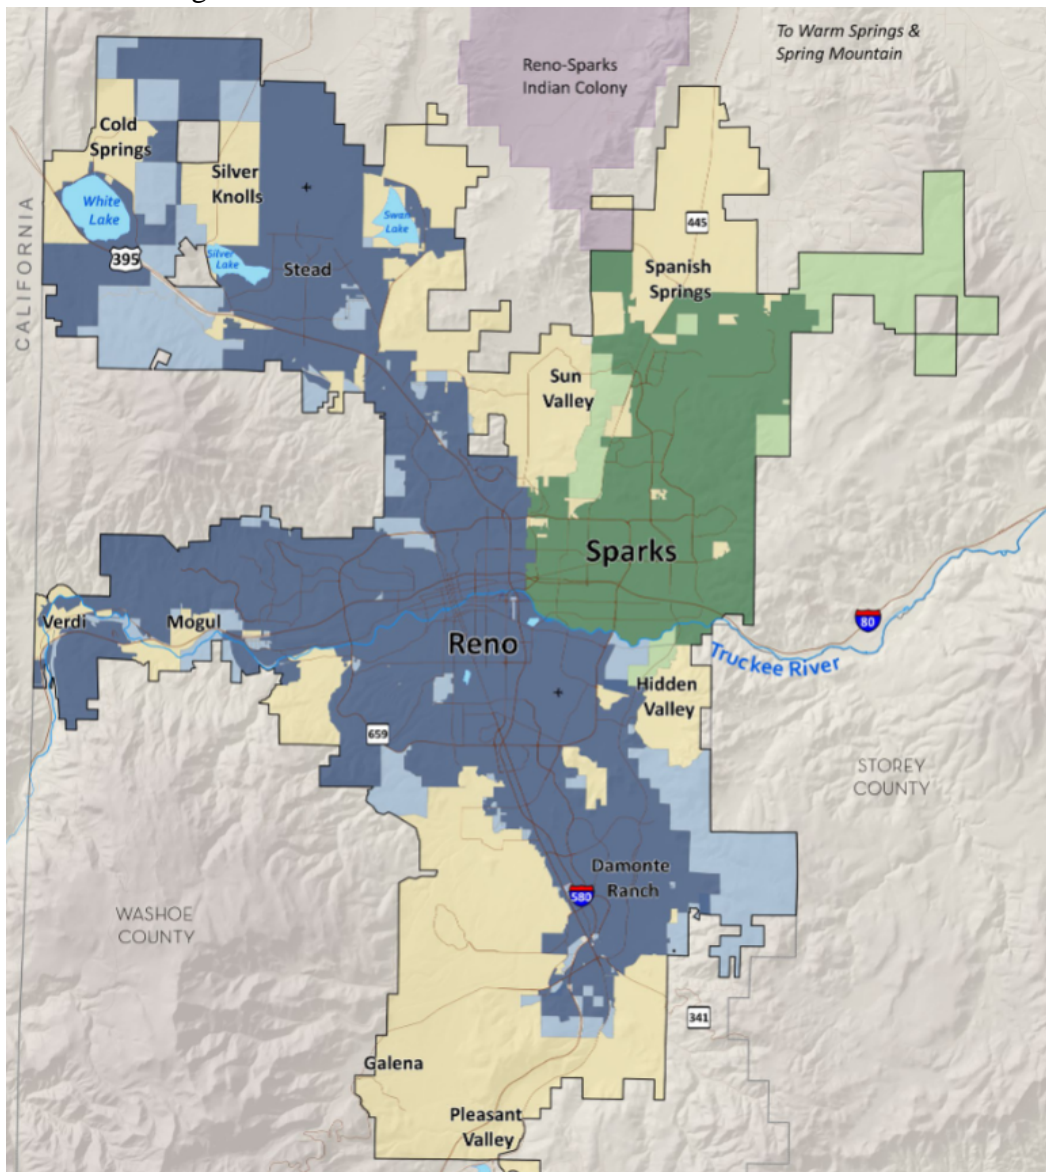 To Warm Springs &
Spring Mountain
Reno-Sparks
Indian Colony
Cold
Springs
Silver
Knolls
White
Lake
Swan
Lake
445
CALIFORNIA
395
Silver
Lake
Stead
Spanish
Springs
Sun
Valley
Sparks
Verdi
Mogul
80
Reno
Truckee River
Hidden
Valley
659
STOREY
COUNTY
Damonte
Ranch
580
WASHOE
COUNTY
341
Galena
Pleasant
Valley